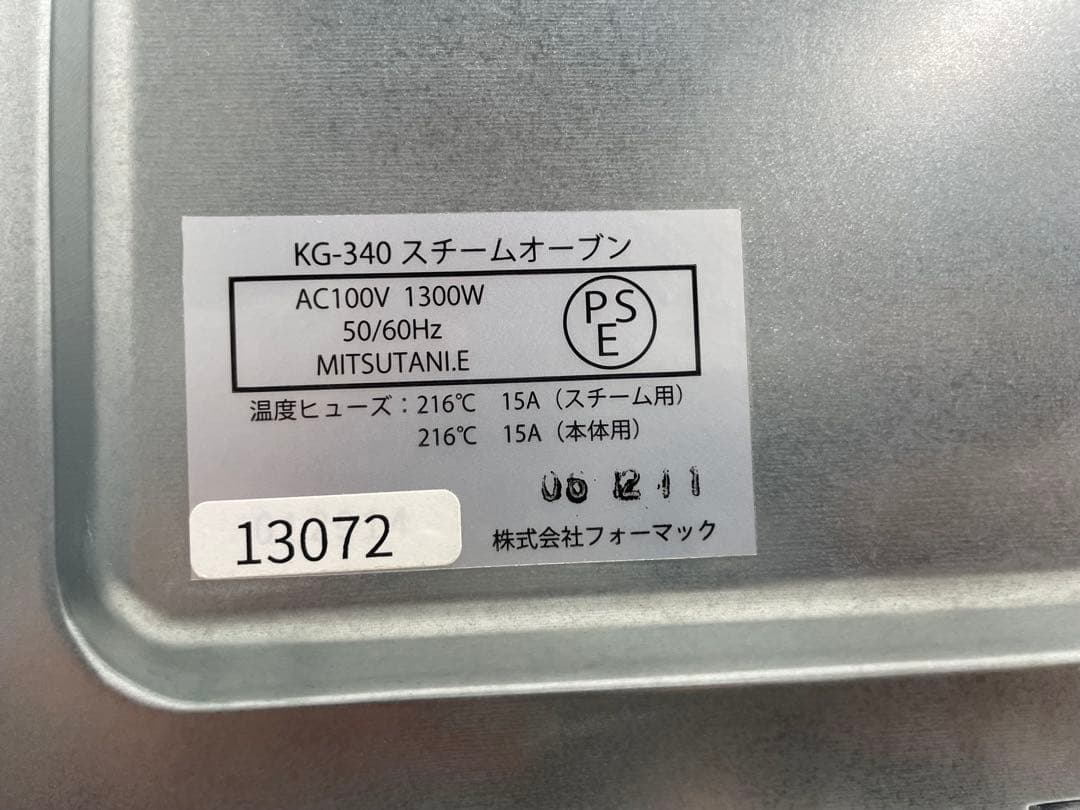 KG-340 スチームオーブン
AC100V 1300W
50/60Hz
MITSUTANI.E
PSE
温度ヒューズ：216℃ 15A（スチーム用）
216℃ 15A（本体用）
06 12 11
13072
株式会社フォーマック